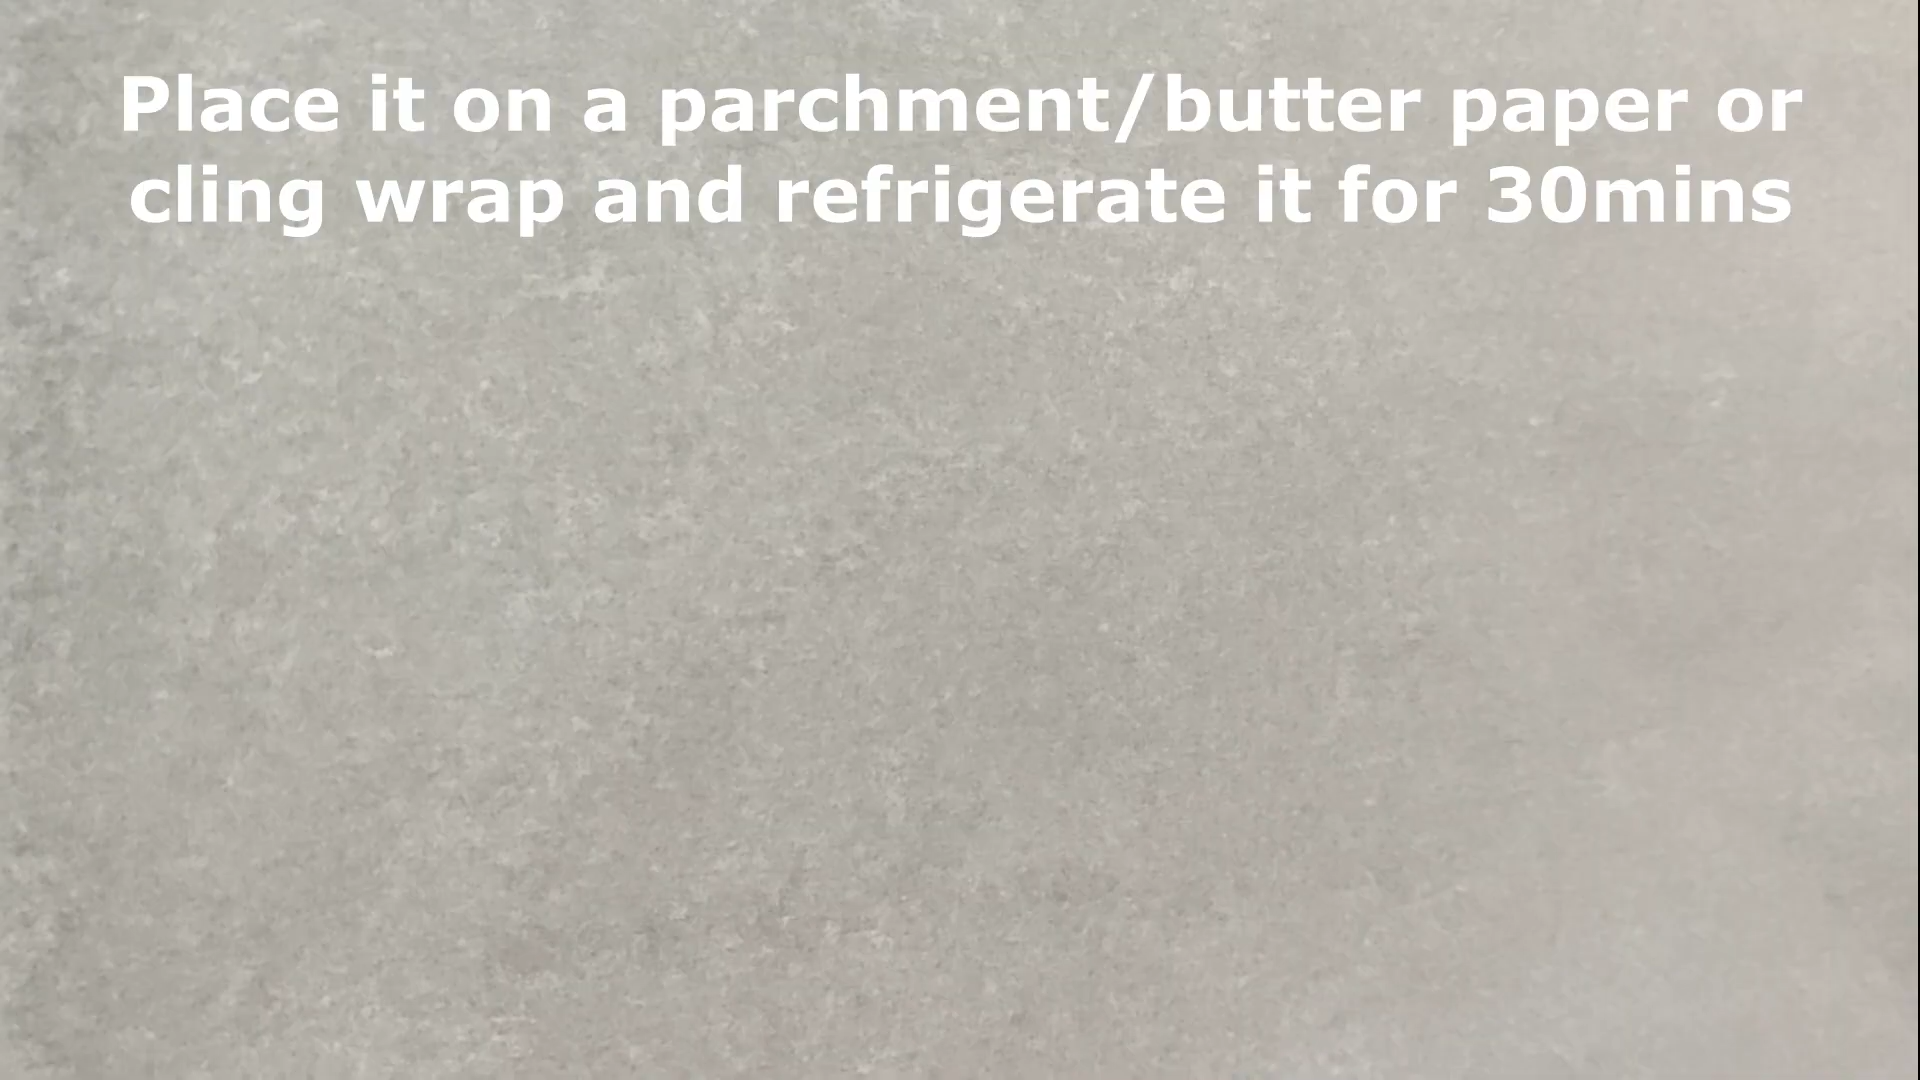 Place it on a parchment/butter paper or
cling wrap and refrigerate it for 30mins